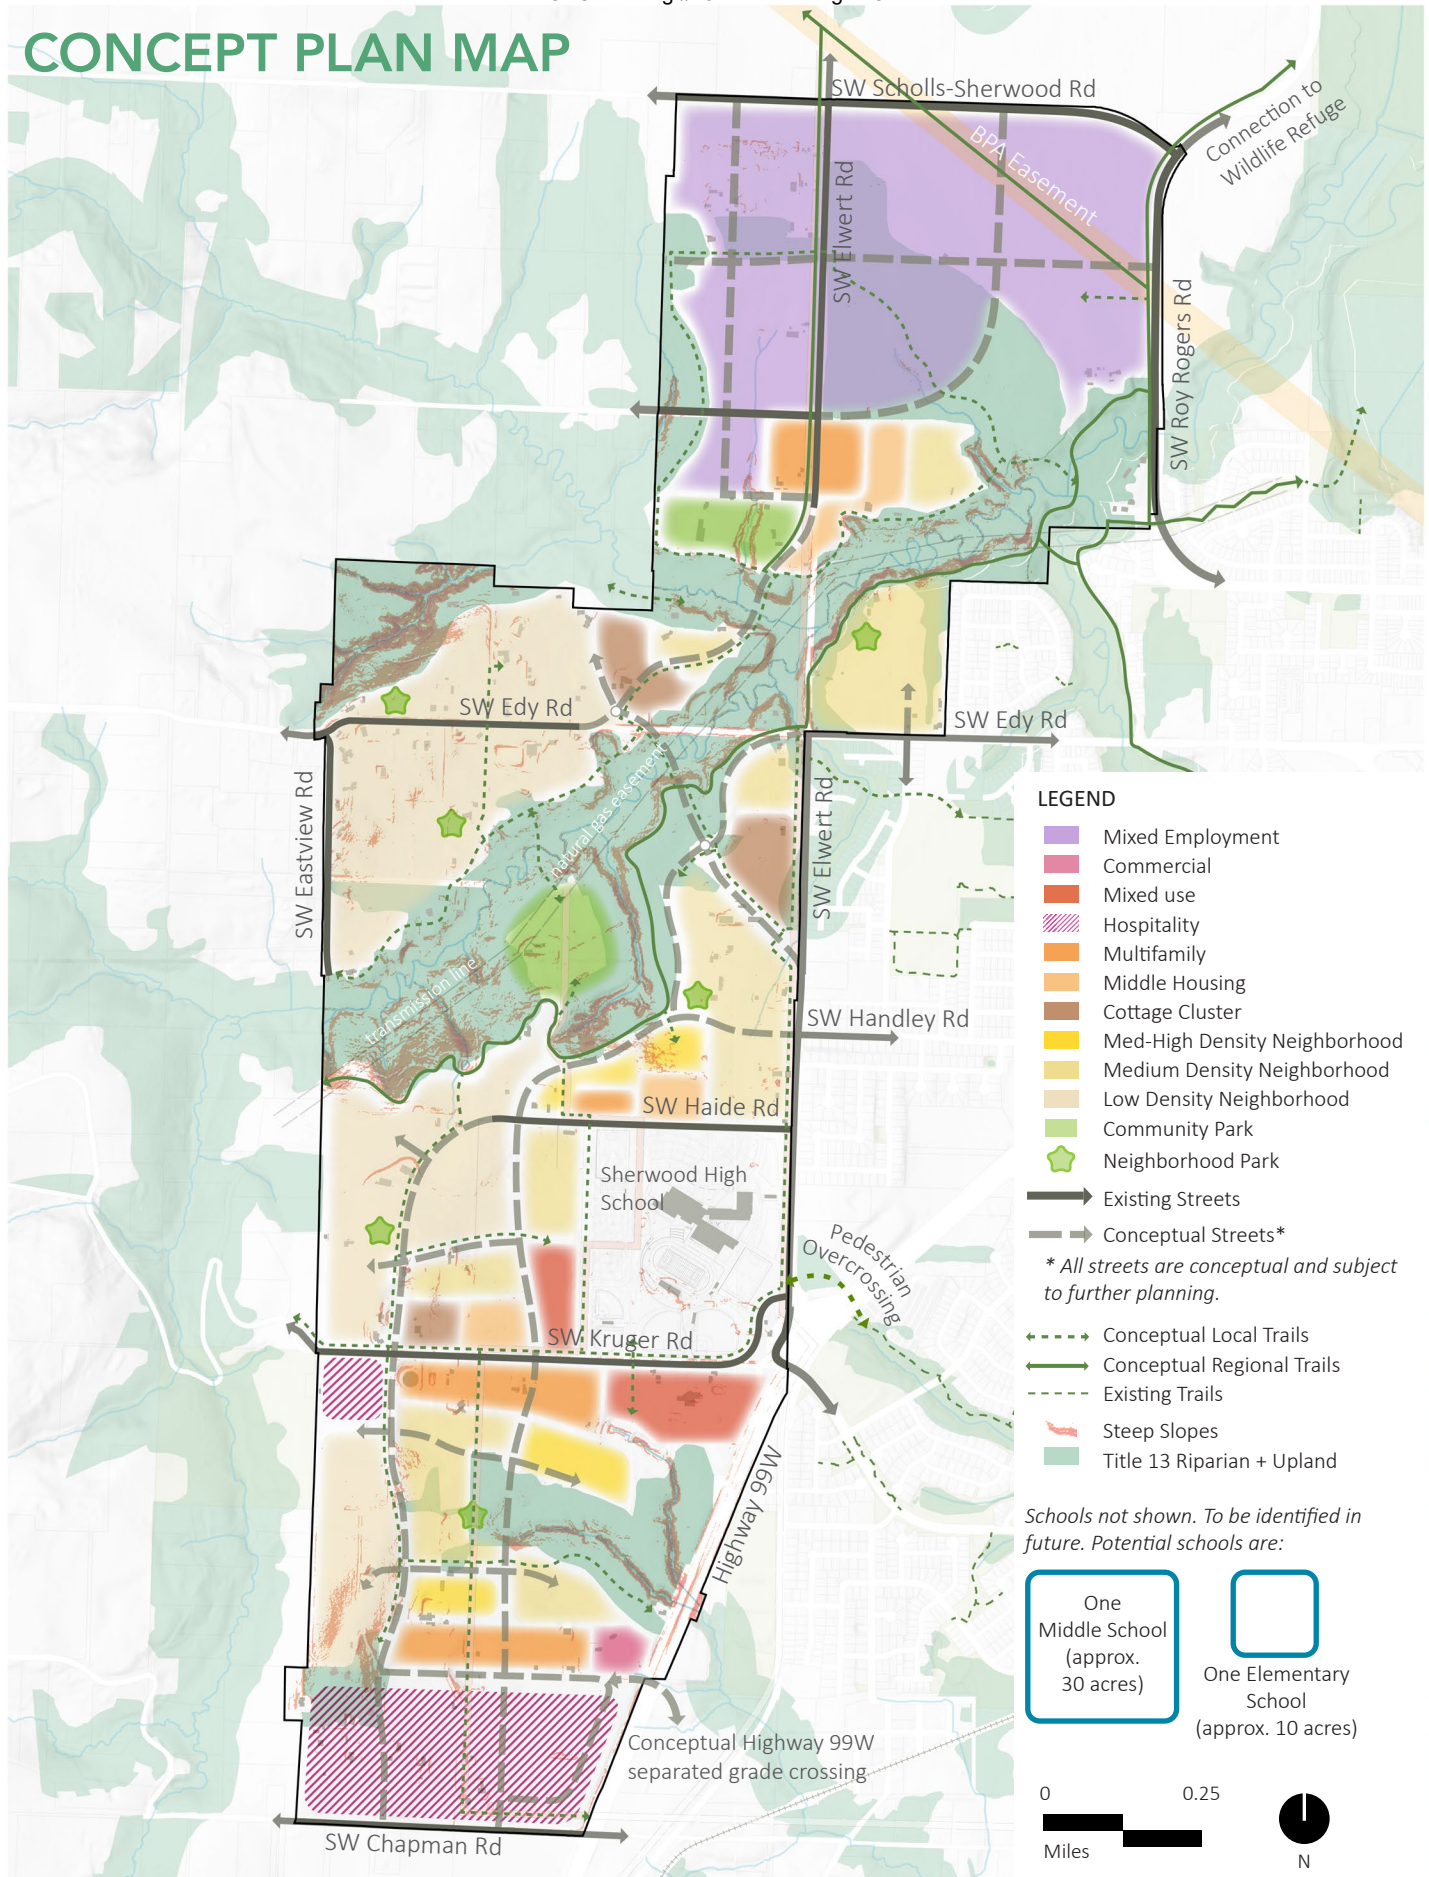 CONCEPT PLAN MAP
SW Scholls-Sherwood Rd
Connection to
Wildlife Refuge
BPA Easement
SW Elwert Rd
SW Roy Rogers Rd
SW Edy Rd
SW Edy Rd
natural gas easement
SW Eastview Rd
SW Elwert Rd
transmission line
SW Handley Rd
SW Haide Rd
Sherwood High
School
Pedestrian
Overcrossing
SW Kruger Rd
Highway 99W
Conceptual Highway 99W
separated grade crossing
SW Chapman Rd
LEGEND
Mixed Employment
Commercial
Mixed use
Hospitality
Multifamily
Middle Housing
Cottage Cluster
Med-High Density Neighborhood
Medium Density Neighborhood
Low Density Neighborhood
Community Park
Neighborhood Park
Existing Streets
Conceptual Streets*
* All streets are conceptual and subject
to further planning.
Conceptual Local Trails
Conceptual Regional Trails
Existing Trails
Steep Slopes
Title 13 Riparian + Upland
Schools not shown. To be identified in
future. Potential schools are:
One
Middle School
(approx.
30 acres)
One Elementary
School
(approx. 10 acres)
0 0.25
Miles
N